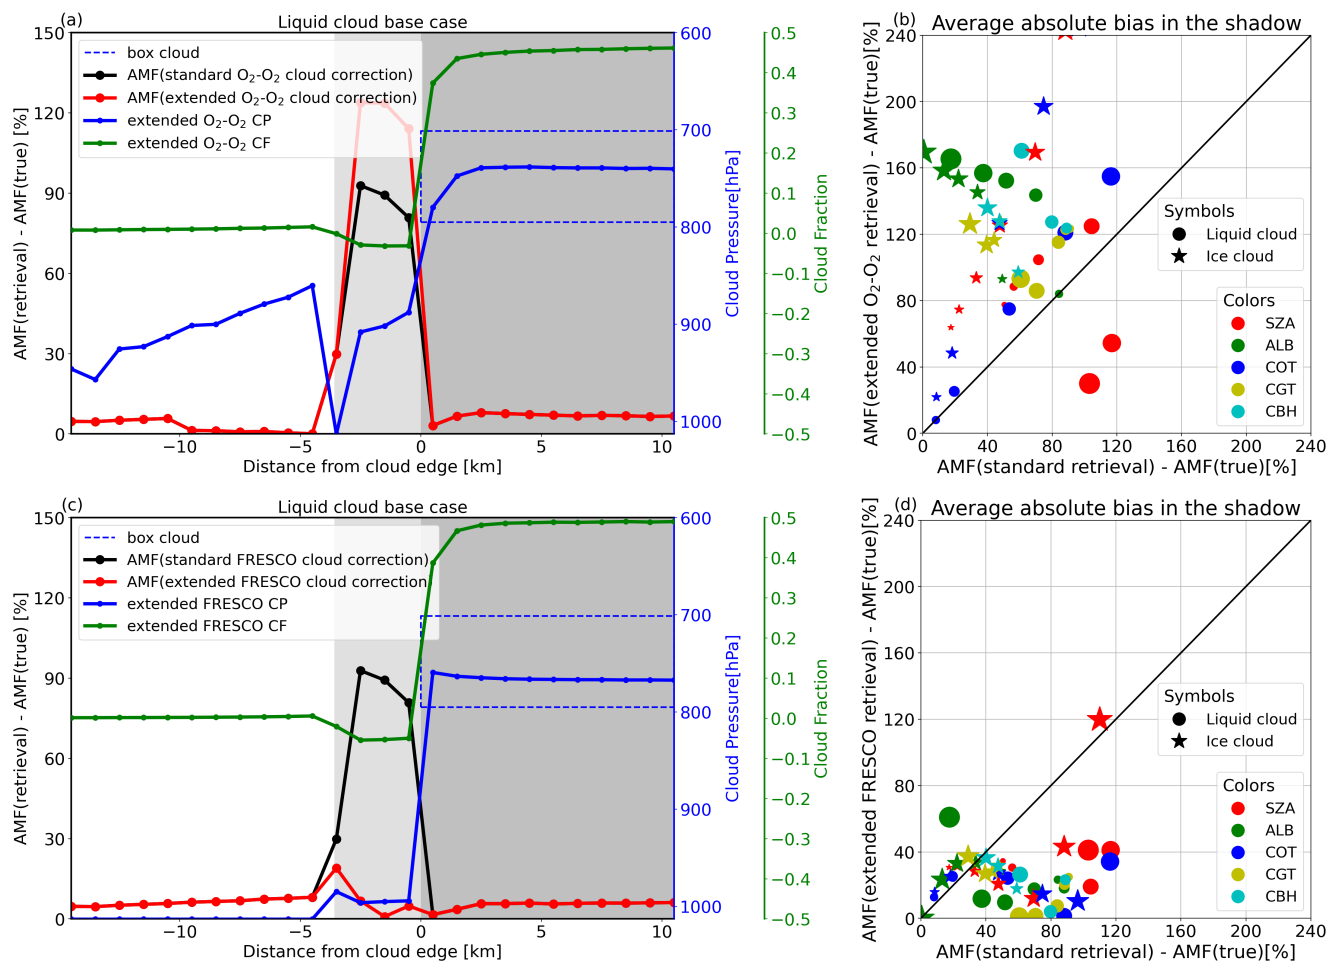 (a)
Liquid cloud base case
150
120
90
60
30
0
AMF(retrieval) - AMF(true) [%]
box cloud
AMF(standard O₂-O₂ cloud correction)
AMF(extended O₂-O₂ cloud correction)
extended O₂-O₂ CP
extended O₂-O₂ CF
−10
−5
0
5
10
Distance from cloud edge [km]
600
700
800
900
1000
Cloud Pressure[hPa]
0.5
0.4
0.3
0.2
0.1
0.0
−0.1
−0.2
−0.3
−0.4
−0.5
Cloud Fraction
(b)
Average absolute bias in the shadow
240
200
160
120
80
40
0
AMF(extended O₂-O₂ retrieval) - AMF(true)[%]
Symbols
Liquid cloud
Ice cloud
Colors
SZA
ALB
COT
CGT
CBH
0
40
80
120
160
200
240
AMF(standard retrieval) - AMF(true)[%]
(c)
Liquid cloud base case
150
120
90
60
30
0
AMF(retrieval) - AMF(true) [%]
box cloud
AMF(standard FRESCO cloud correction)
AMF(extended FRESCO cloud correction)
extended FRESCO CP
extended FRESCO CF
−10
−5
0
5
10
Distance from cloud edge [km]
600
700
800
900
1000
Cloud Pressure[hPa]
0.5
0.4
0.3
0.2
0.1
0.0
−0.1
−0.2
−0.3
−0.4
−0.5
Cloud Fraction
(d)
Average absolute bias in the shadow
240
200
160
120
80
40
0
AMF(extended FRESCO retrieval) - AMF(true)[%]
Symbols
Liquid cloud
Ice cloud
Colors
SZA
ALB
COT
CGT
CBH
0
40
80
120
160
200
240
AMF(standard retrieval) - AMF(true)[%]